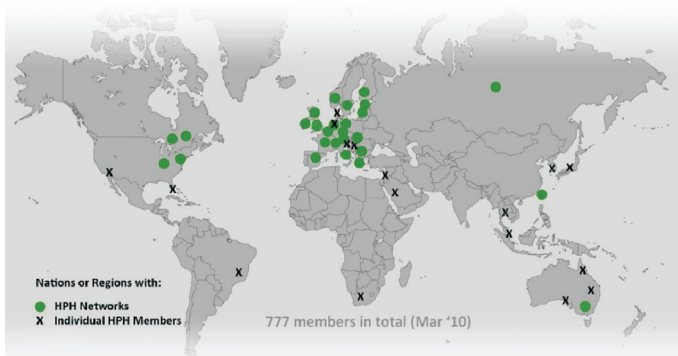 Nations or Regions with:
HPH Networks
X Individual HPH Members
777 members in total (Mar ‘10)